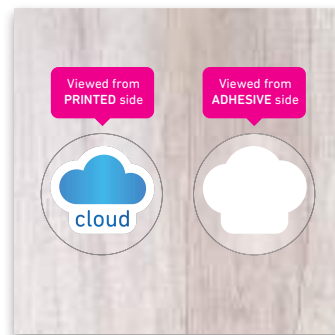 Viewed from
PRINTED side
Viewed from
ADHESIVE side
cloud